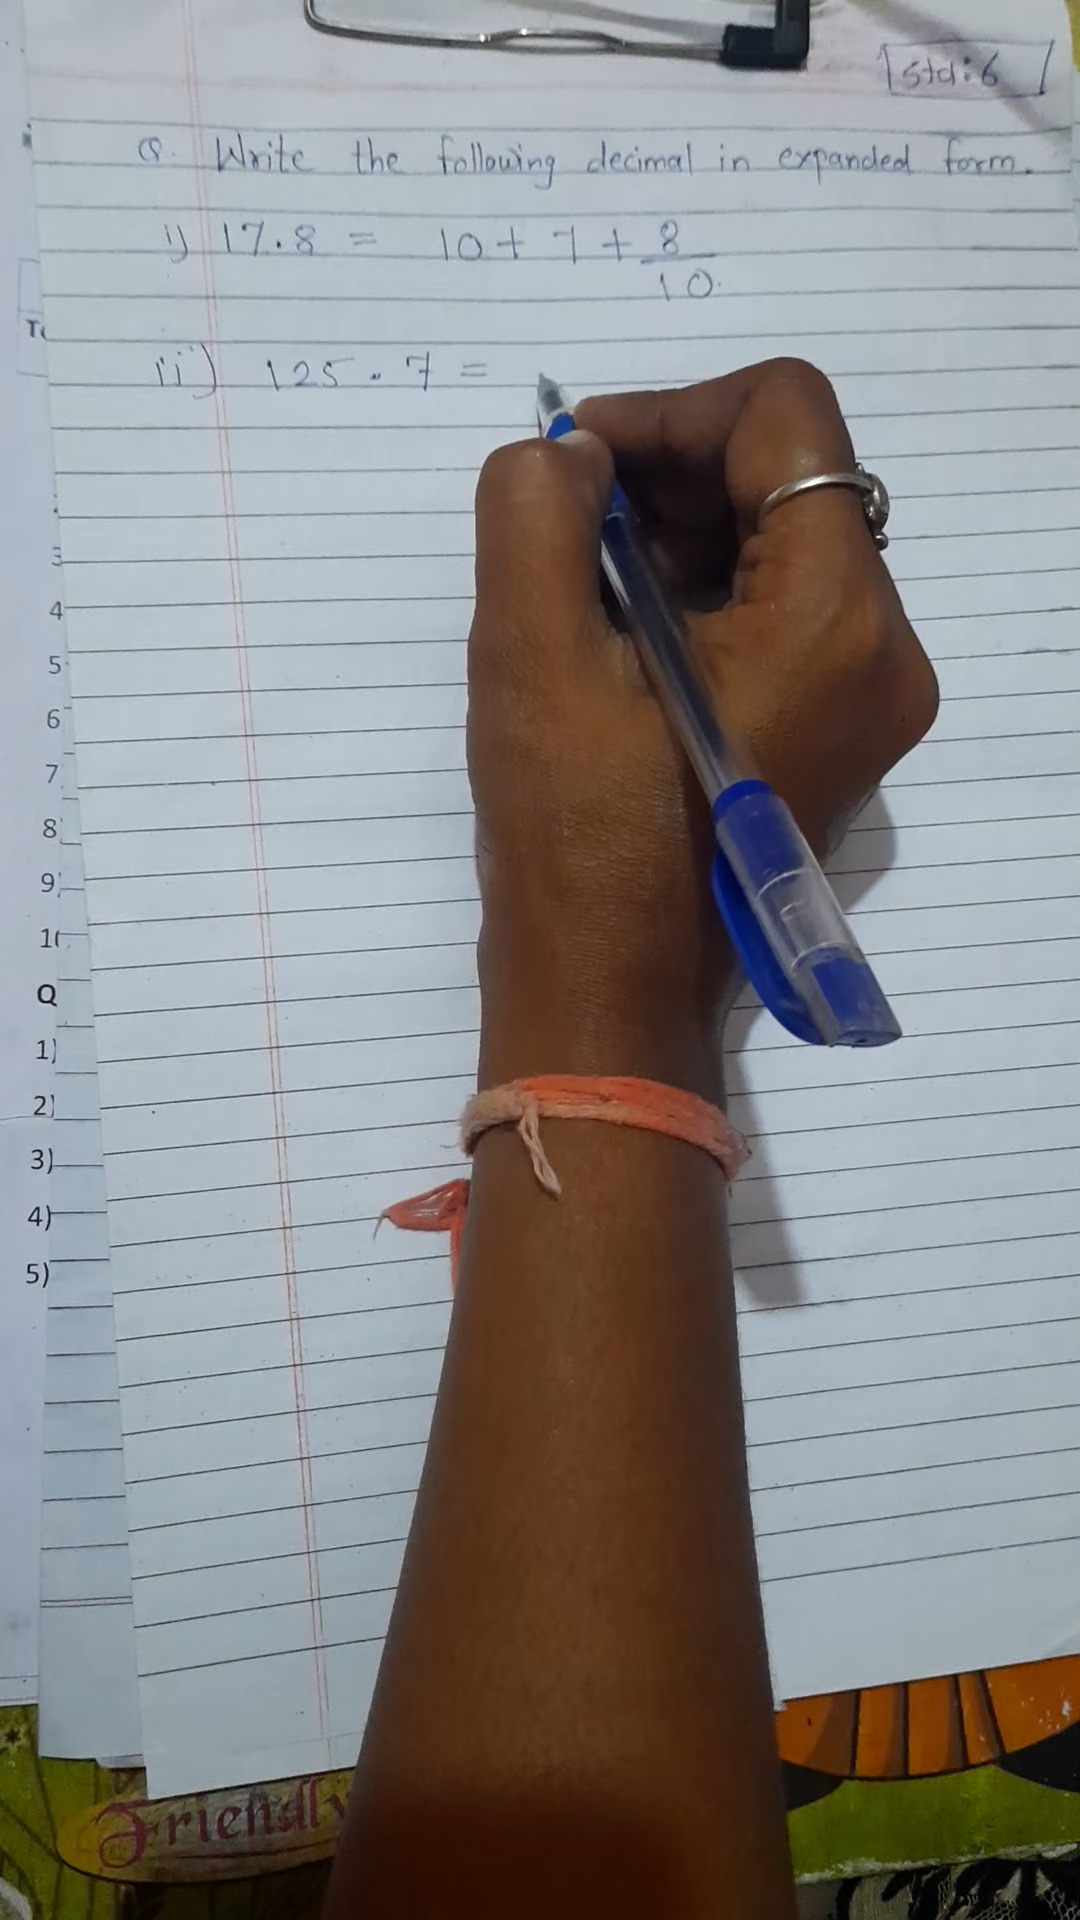 Std: 6
Q. Write the following decimal in expanded form.
i) 17.8 = 10 + 7 + 8
10.
ii) 125.7 =
3
4
5
6
7
8
9
Q
1)
2)
3)
4)
5)
Friendly